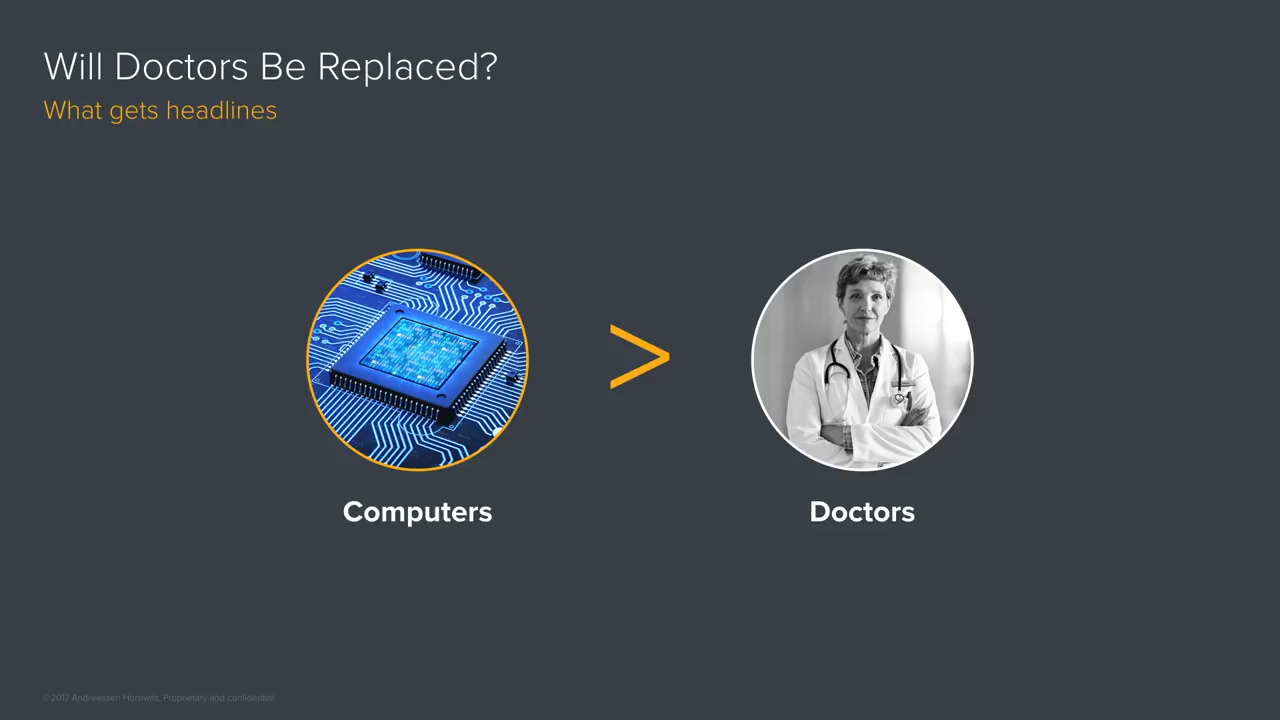 Will Doctors Be Replaced?
What gets headlines
>
Computers
Doctors
©2017 Andreessen Horowitz. Proprietary and confidential.